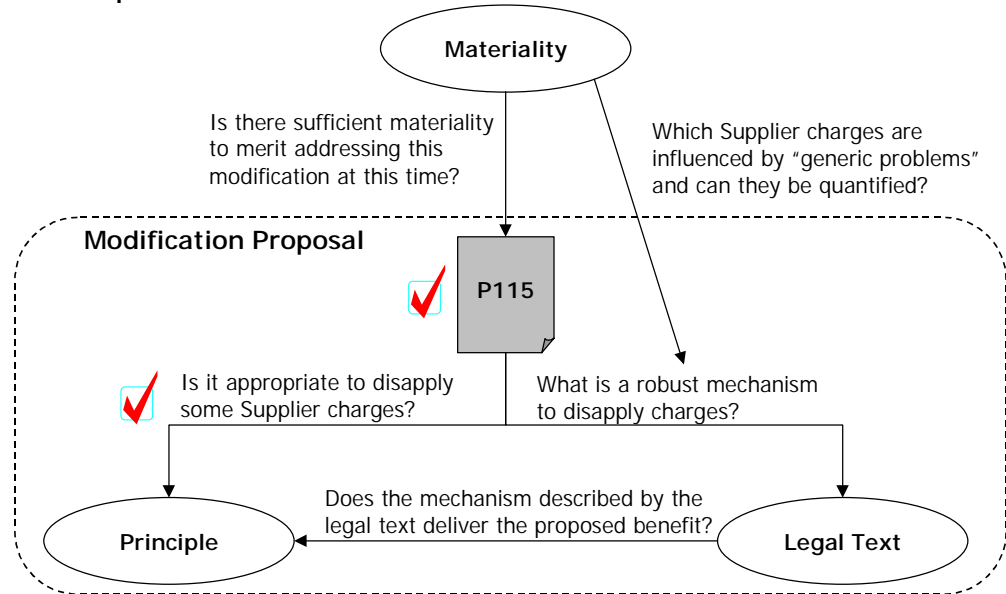 Materiality
Is there sufficient materiality
to merit addressing this
modification at this time?
Which Supplier charges are
influenced by “generic problems”
and can they be quantified?
Modification Proposal
P115
Is it appropriate to disapply
some Supplier charges?
What is a robust mechanism
to disapply charges?
Does the mechanism described by the
legal text deliver the proposed benefit?
Principle
Legal Text